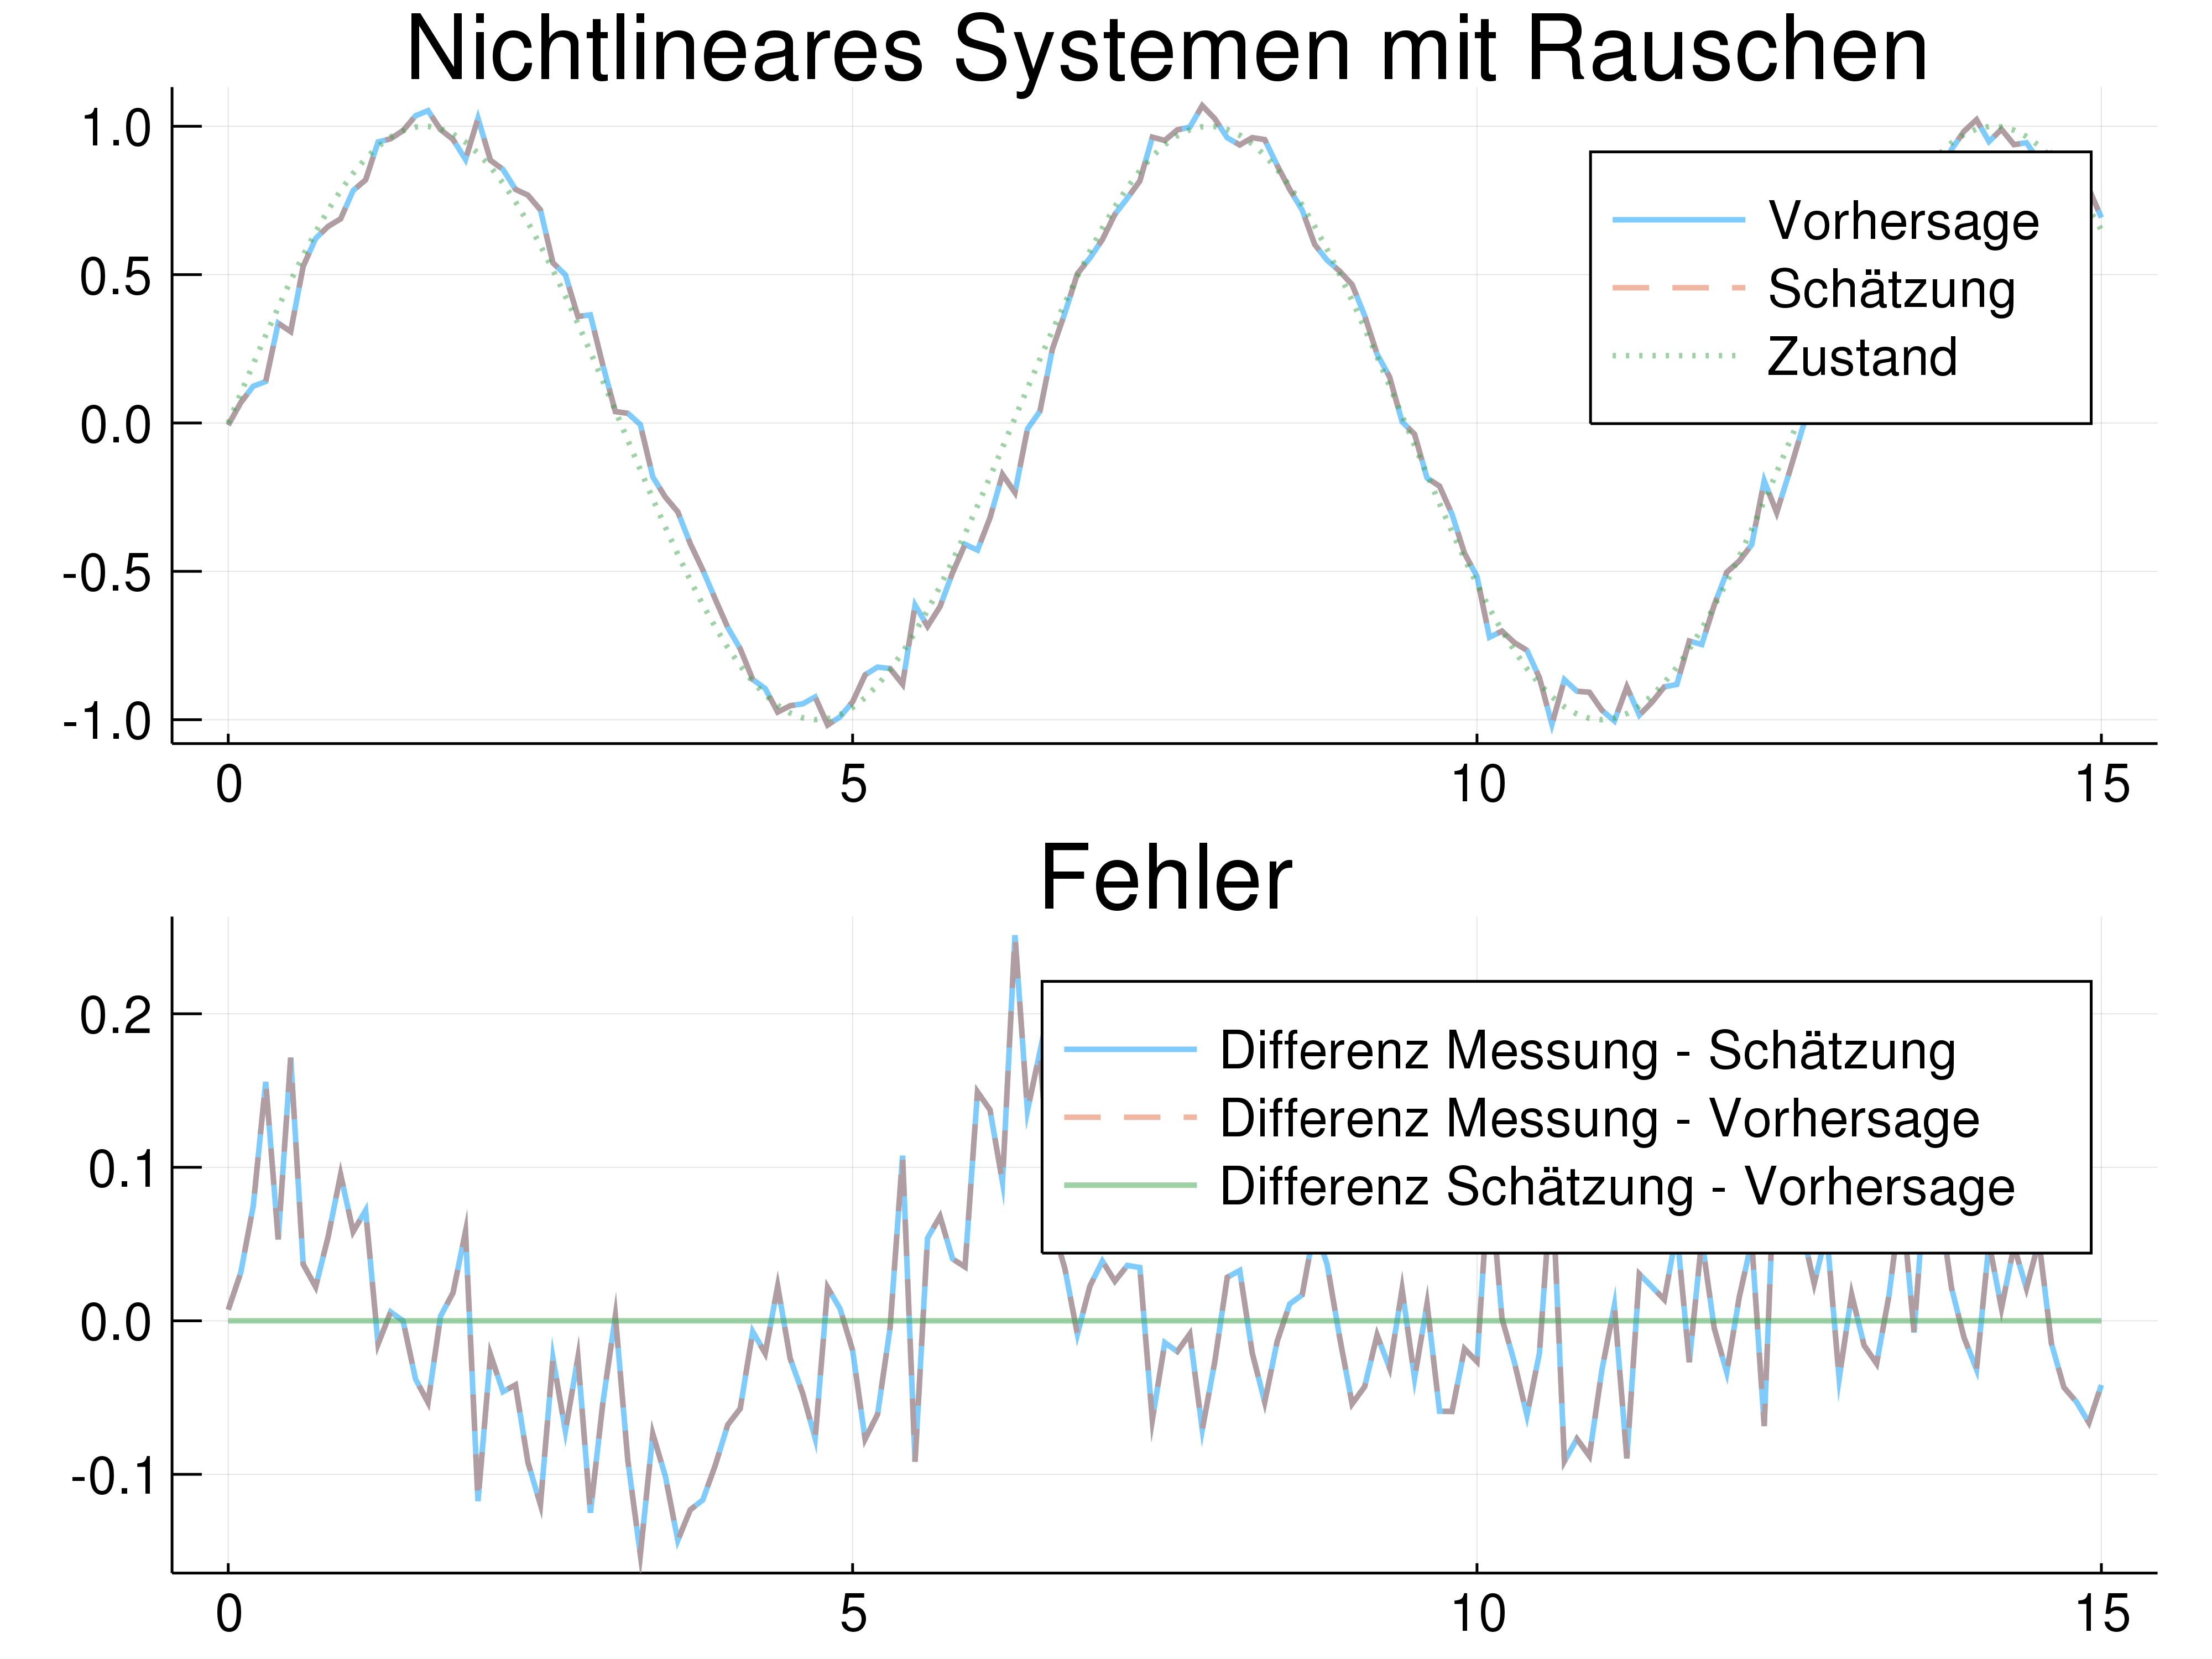 Nichtlineares Systemen mit Rauschen
1.0
0.5
0.0
-0.5
-1.0
Vorhersage
Schätzung
Zustand
0 5 10 15
Fehler
0.2
0.1
0.0
-0.1
Differenz Messung - Schätzung
Differenz Messung - Vorhersage
Differenz Schätzung - Vorhersage
0 5 10 15